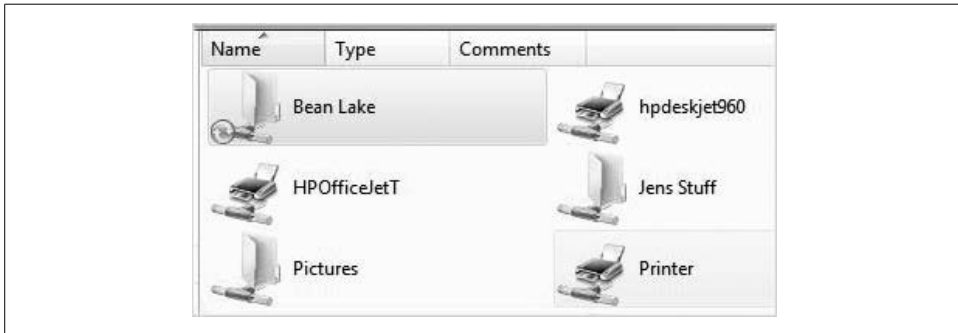 Name Type Comments
Bean Lake hpdeskjet960
HPOfficeJetT Jens Stuff
Pictures Printer